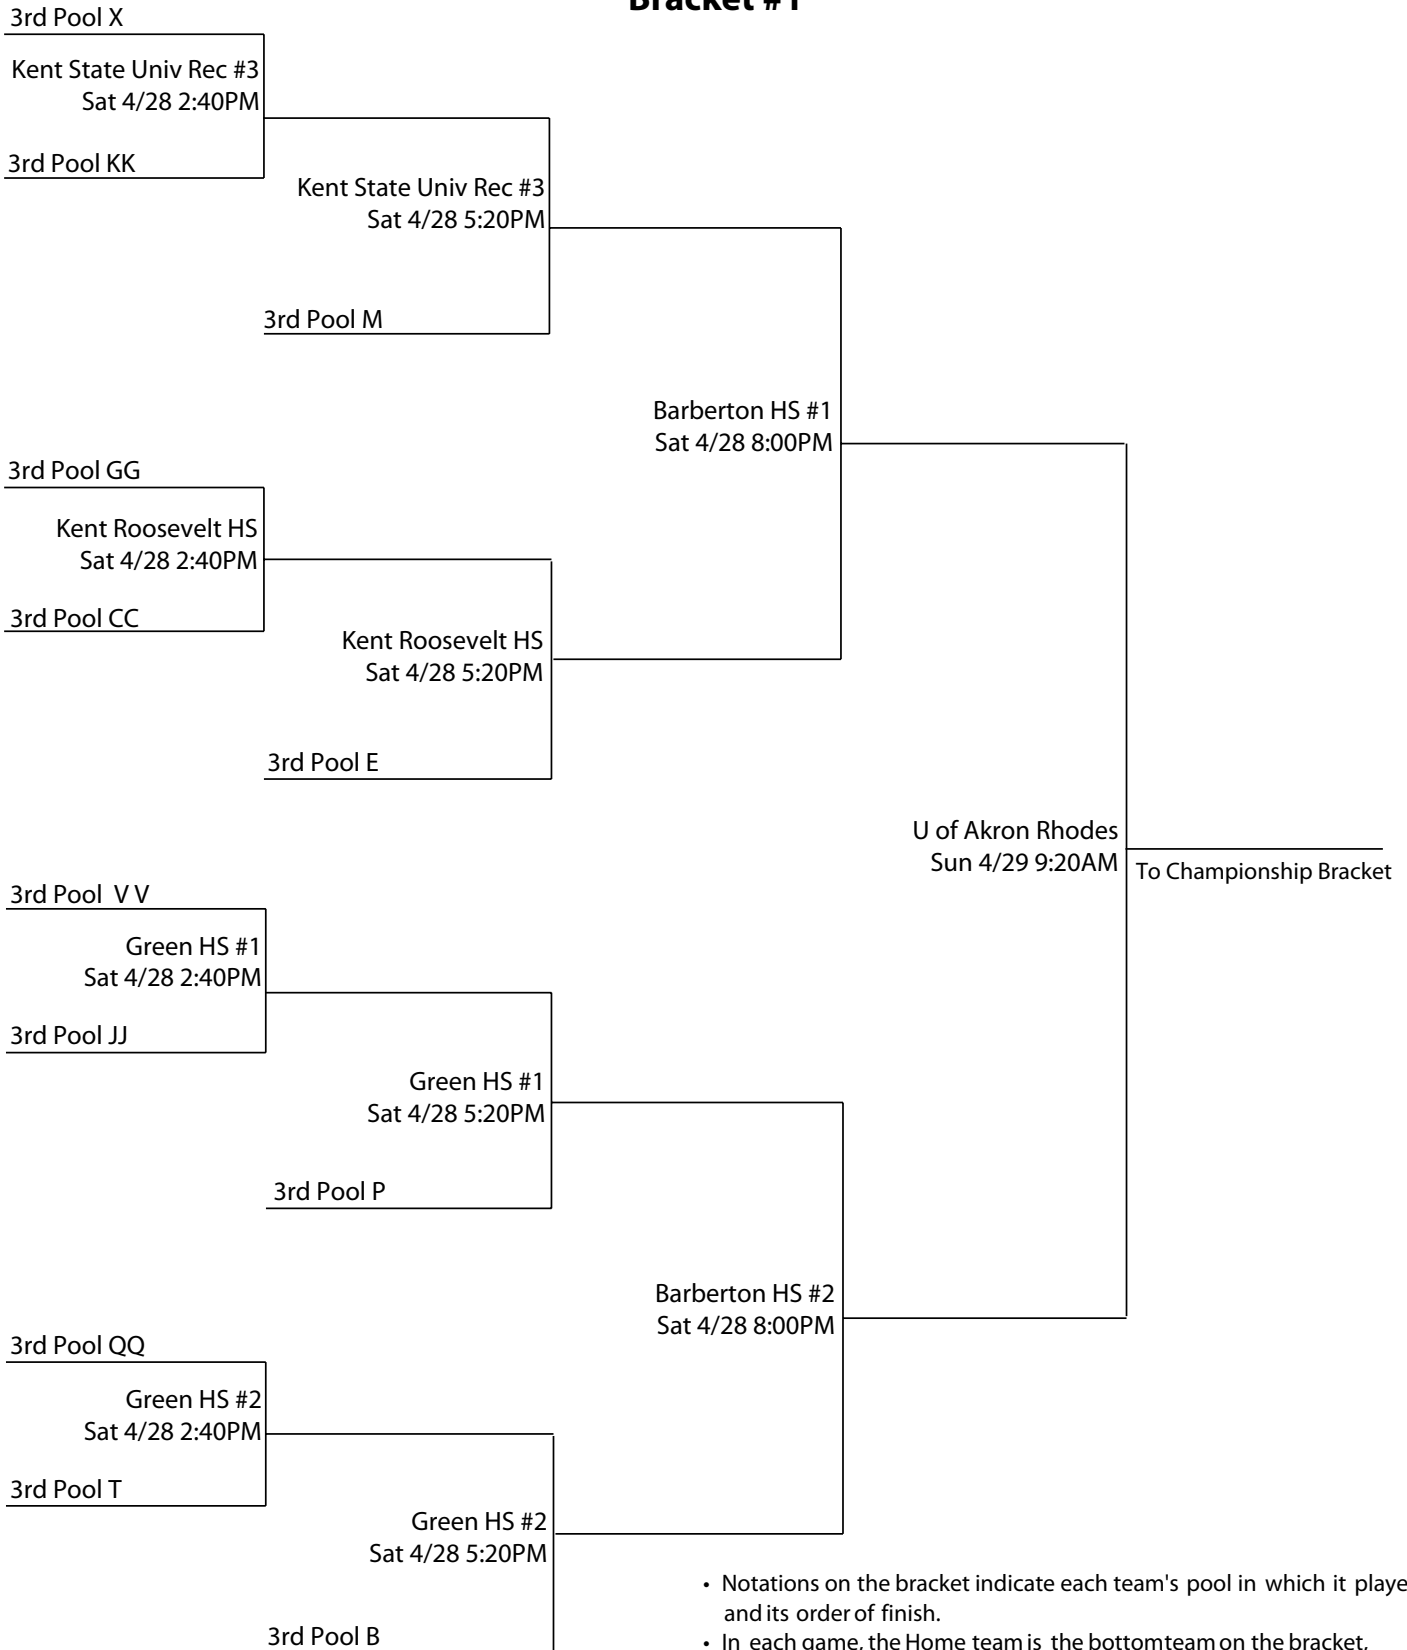 Bracket #1
3rd Pool X
Kent State Univ Rec #3
Sat 4/28 2:40PM
3rd Pool KK
Kent State Univ Rec #3
Sat 4/28 5:20PM
3rd Pool M
Barberton HS #1
Sat 4/28 8:00PM
3rd Pool GG
Kent Roosevelt HS
Sat 4/28 2:40PM
3rd Pool CC
Kent Roosevelt HS
Sat 4/28 5:20PM
3rd Pool E
U of Akron Rhodes
Sun 4/29 9:20AM
To Championship Bracket
3rd Pool V V
Green HS #1
Sat 4/28 2:40PM
3rd Pool JJ
Green HS #1
Sat 4/28 5:20PM
3rd Pool P
Barberton HS #2
Sat 4/28 8:00PM
3rd Pool QQ
Green HS #2
Sat 4/28 2:40PM
3rd Pool T
Green HS #2
Sat 4/28 5:20PM
3rd Pool B
• Notations on the bracket indicate each team's pool in which it playe
and its order of finish.
• In each game, the Home team is the bottom team on the bracket,